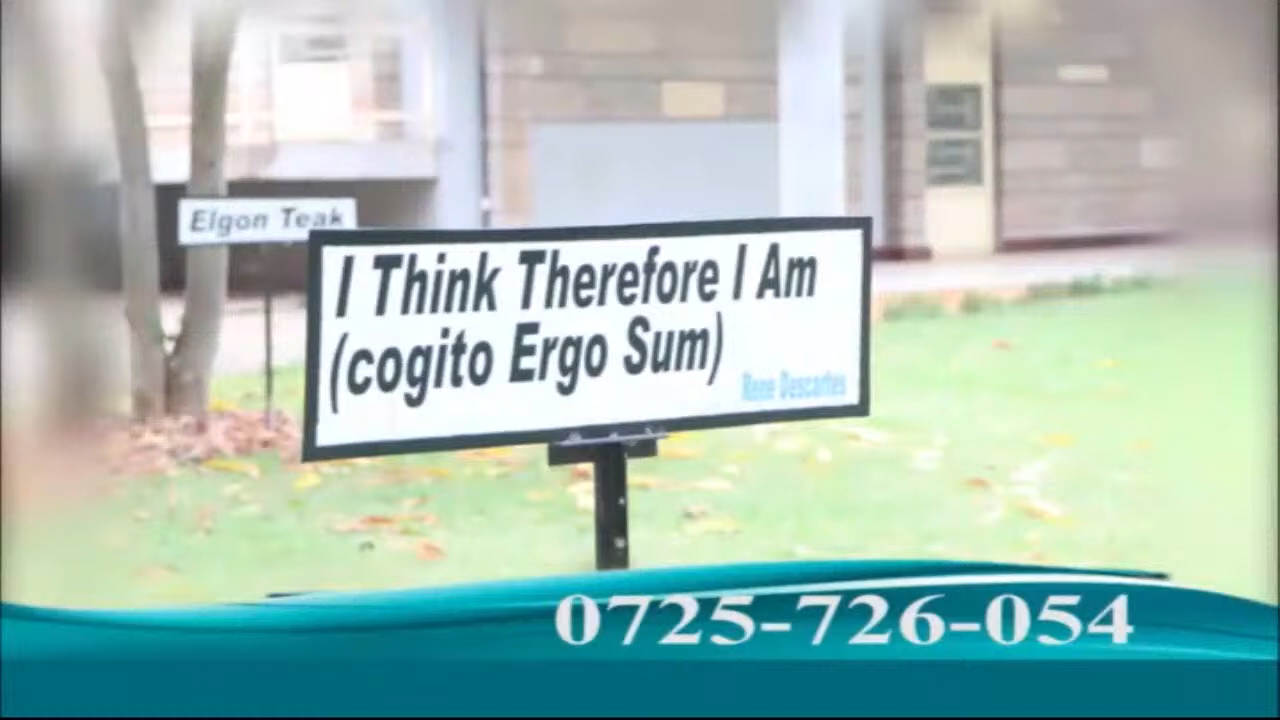 Elgon Teak
I Think Therefore I Am
(cogito Ergo Sum)
Rene Descartes
0725-726-054